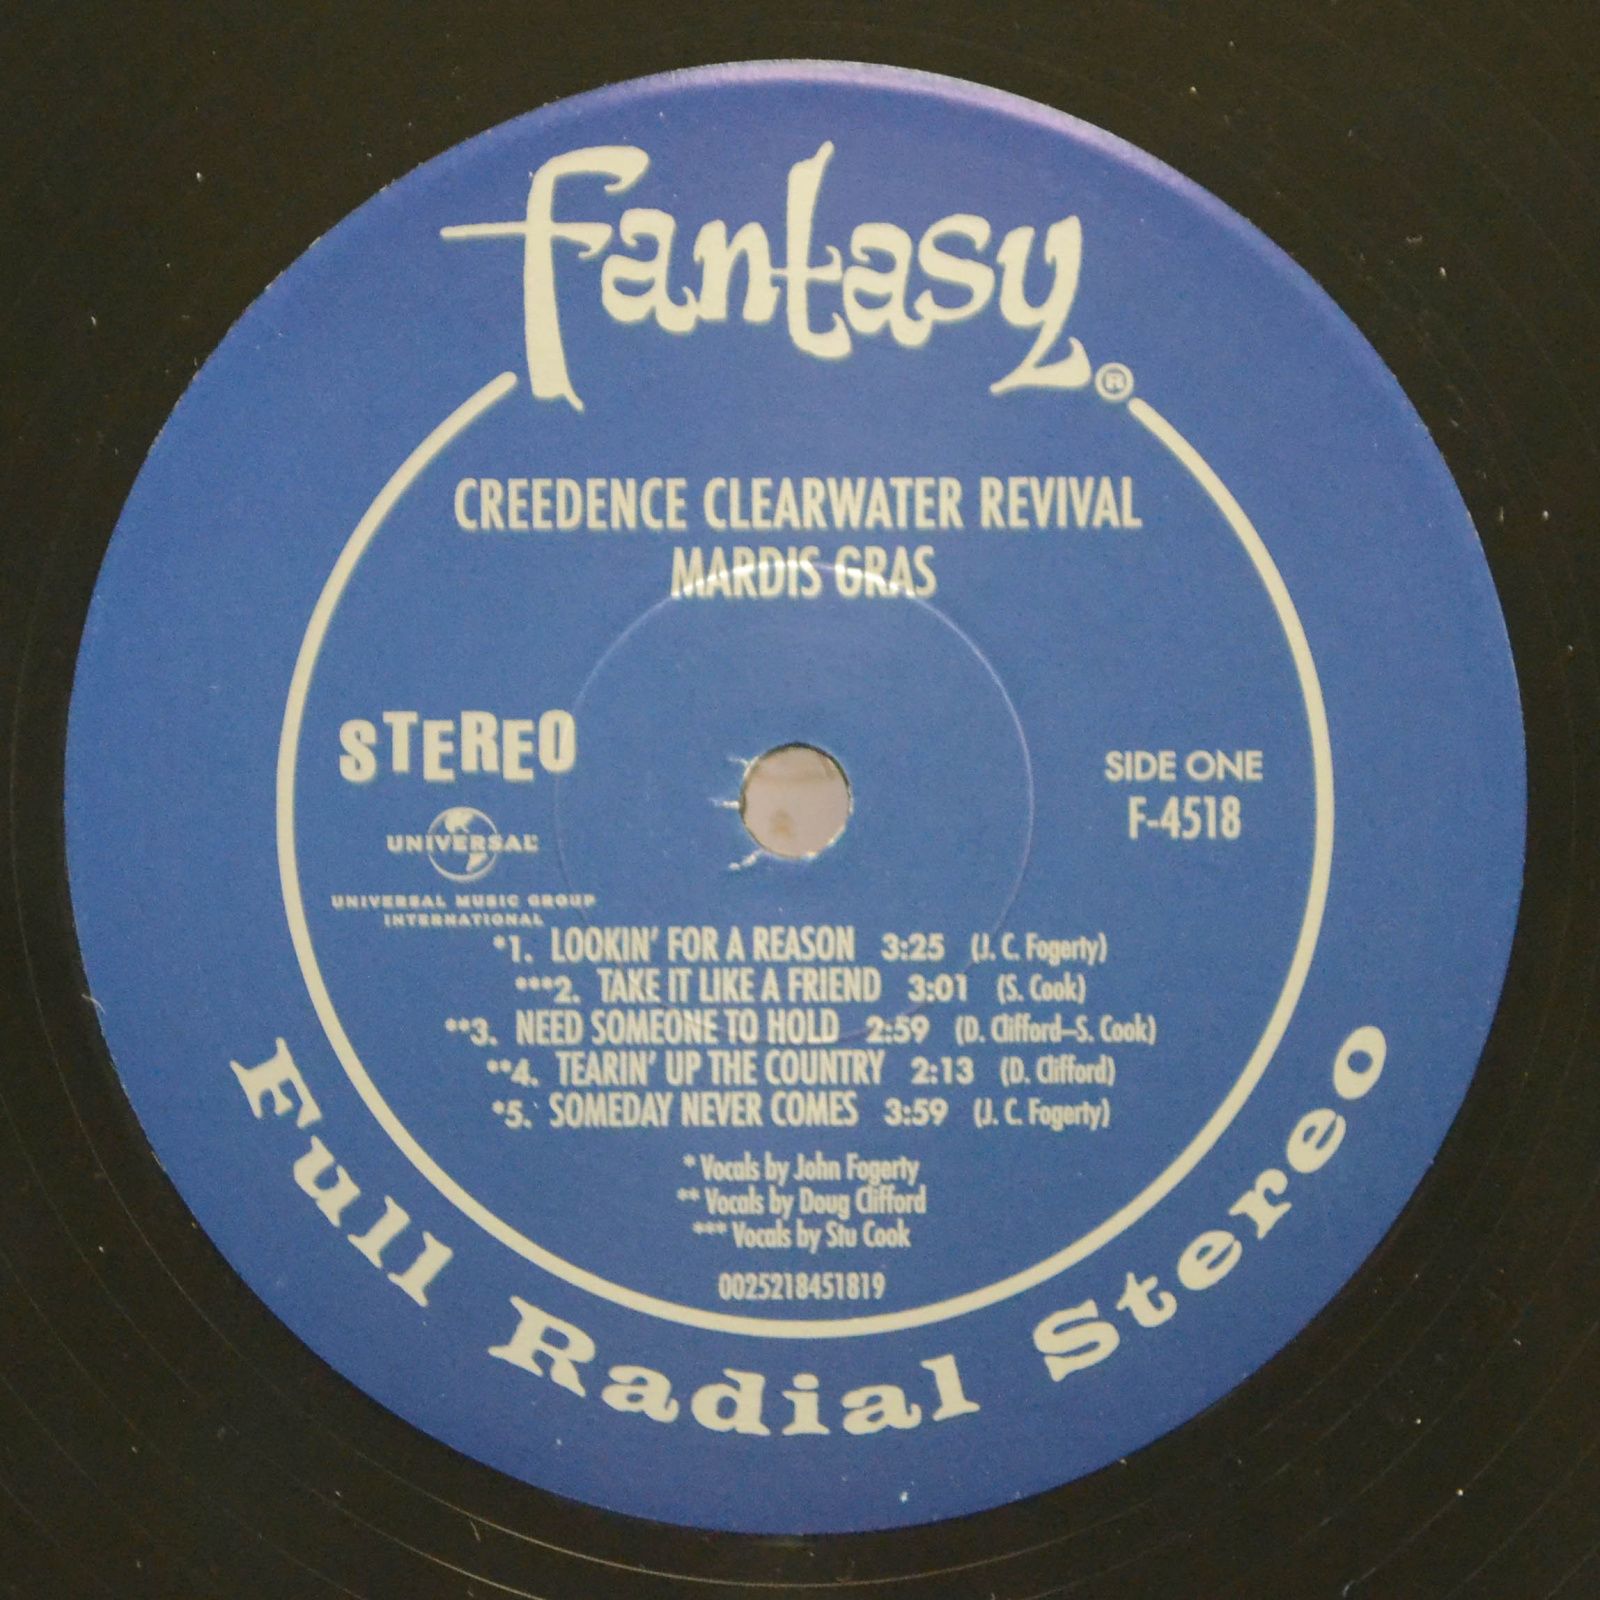 fantasy®
CREEDENCE CLEARWATER REVIVAL
MARDIS GRAS
STEREO
UNIVERSAL
UNIVERSAL MUSIC GROUP
INTERNATIONAL
SIDE ONE
F-4518
*1. LOOKIN' FOR A REASON 3:25 (J. C. Fogerty)
***2. TAKE IT LIKE A FRIEND 3:01 (S. Cook)
**3. NEED SOMEONE TO HOLD 2:59 (D. Clifford–S. Cook)
**4. TEARIN' UP THE COUNTRY 2:13 (D. Clifford)
*5. SOMEDAY NEVER COMES 3:59 (J. C. Fogerty)
* Vocals by John Fogerty
** Vocals by Doug Clifford
*** Vocals by Stu Cook
0025218451819
Full Radial Stereo